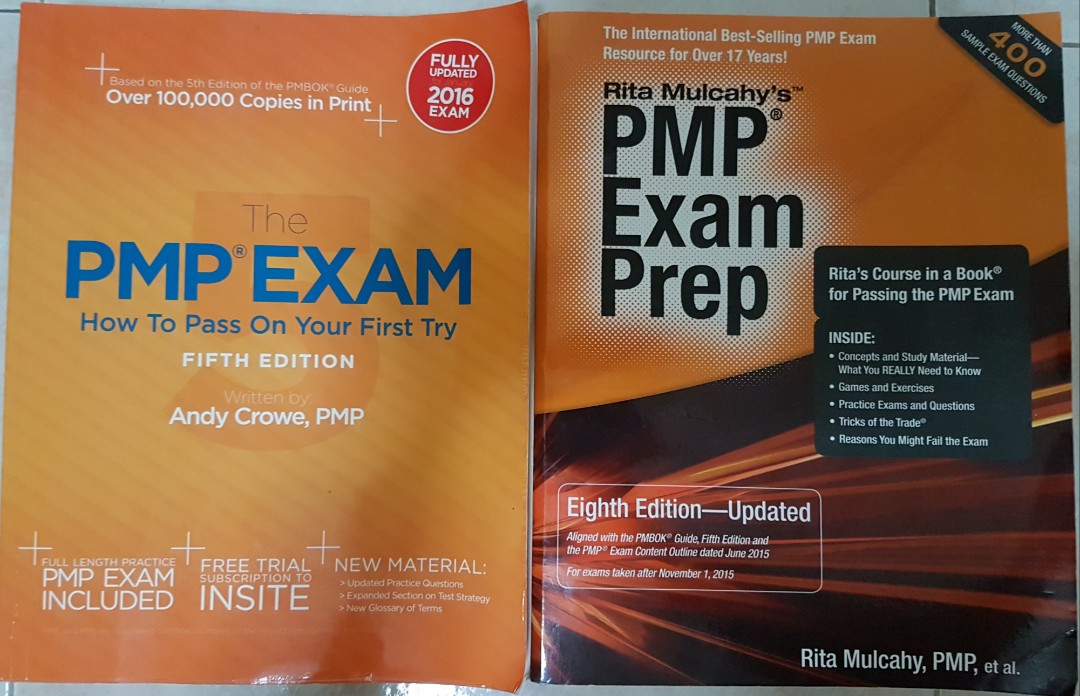 Based on the 5th Edition of the PMBOK® Guide
Over 100,000 Copies in Print
FULLY
UPDATED
2016
EXAM
5
The
PMP® EXAM
How To Pass On Your First Try
FIFTH EDITION
Written by:
Andy Crowe, PMP
FULL LENGTH PRACTICE
PMP EXAM
INCLUDED
FREE TRIAL
SUBSCRIPTION TO
INSITE
NEW MATERIAL:
> Updated Practice Questions
> Expanded Section on Test Strategy
> New Glossary of Terms
The International Best-Selling PMP Exam
Resource for Over 17 Years!
MORE THAN
400
SAMPLE EXAM QUESTIONS
Rita Mulcahy's™
PMP®
Exam
Prep
Rita's Course in a Book®
for Passing the PMP Exam
INSIDE:
• Concepts and Study Material—
What You REALLY Need to Know
• Games and Exercises
• Practice Exams and Questions
• Tricks of the Trade®
• Reasons You Might Fail the Exam
Eighth Edition—Updated
Aligned with the PMBOK® Guide, Fifth Edition and
the PMP® Exam Content Outline dated June 2015
For exams taken after November 1, 2015
Rita Mulcahy, PMP, et al.